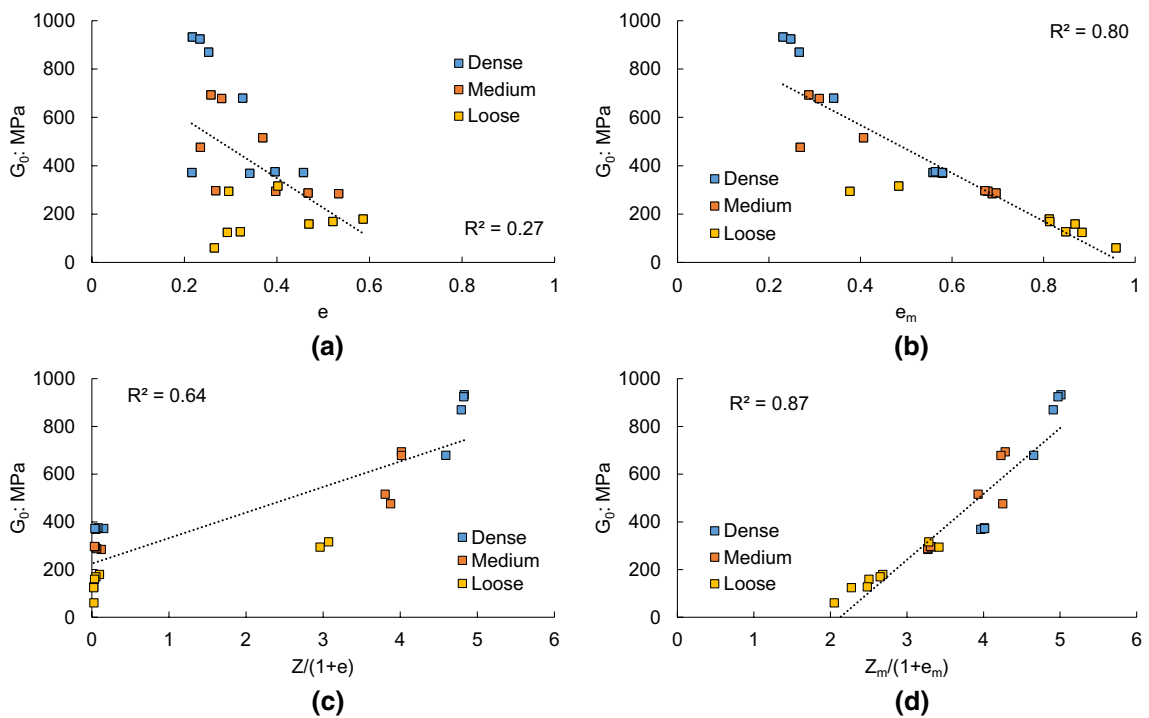 1000
800
600
400
200
0
G₀: MPa
Dense
Medium
Loose
R² = 0.27
0 0.2 0.4 0.6 0.8 1
e
(a)
1000
800
600
400
200
0
G₀: MPa
R² = 0.80
Dense
Medium
Loose
0 0.2 0.4 0.6 0.8 1
eₘ
(b)
1000
800
600
400
200
0
G₀: MPa
R² = 0.64
Dense
Medium
Loose
0 1 2 3 4 5 6
Z/(1+e)
(c)
1000
800
600
400
200
0
G₀: MPa
R² = 0.87
Dense
Medium
Loose
0 1 2 3 4 5 6
Zₘ/(1+eₘ)
(d)